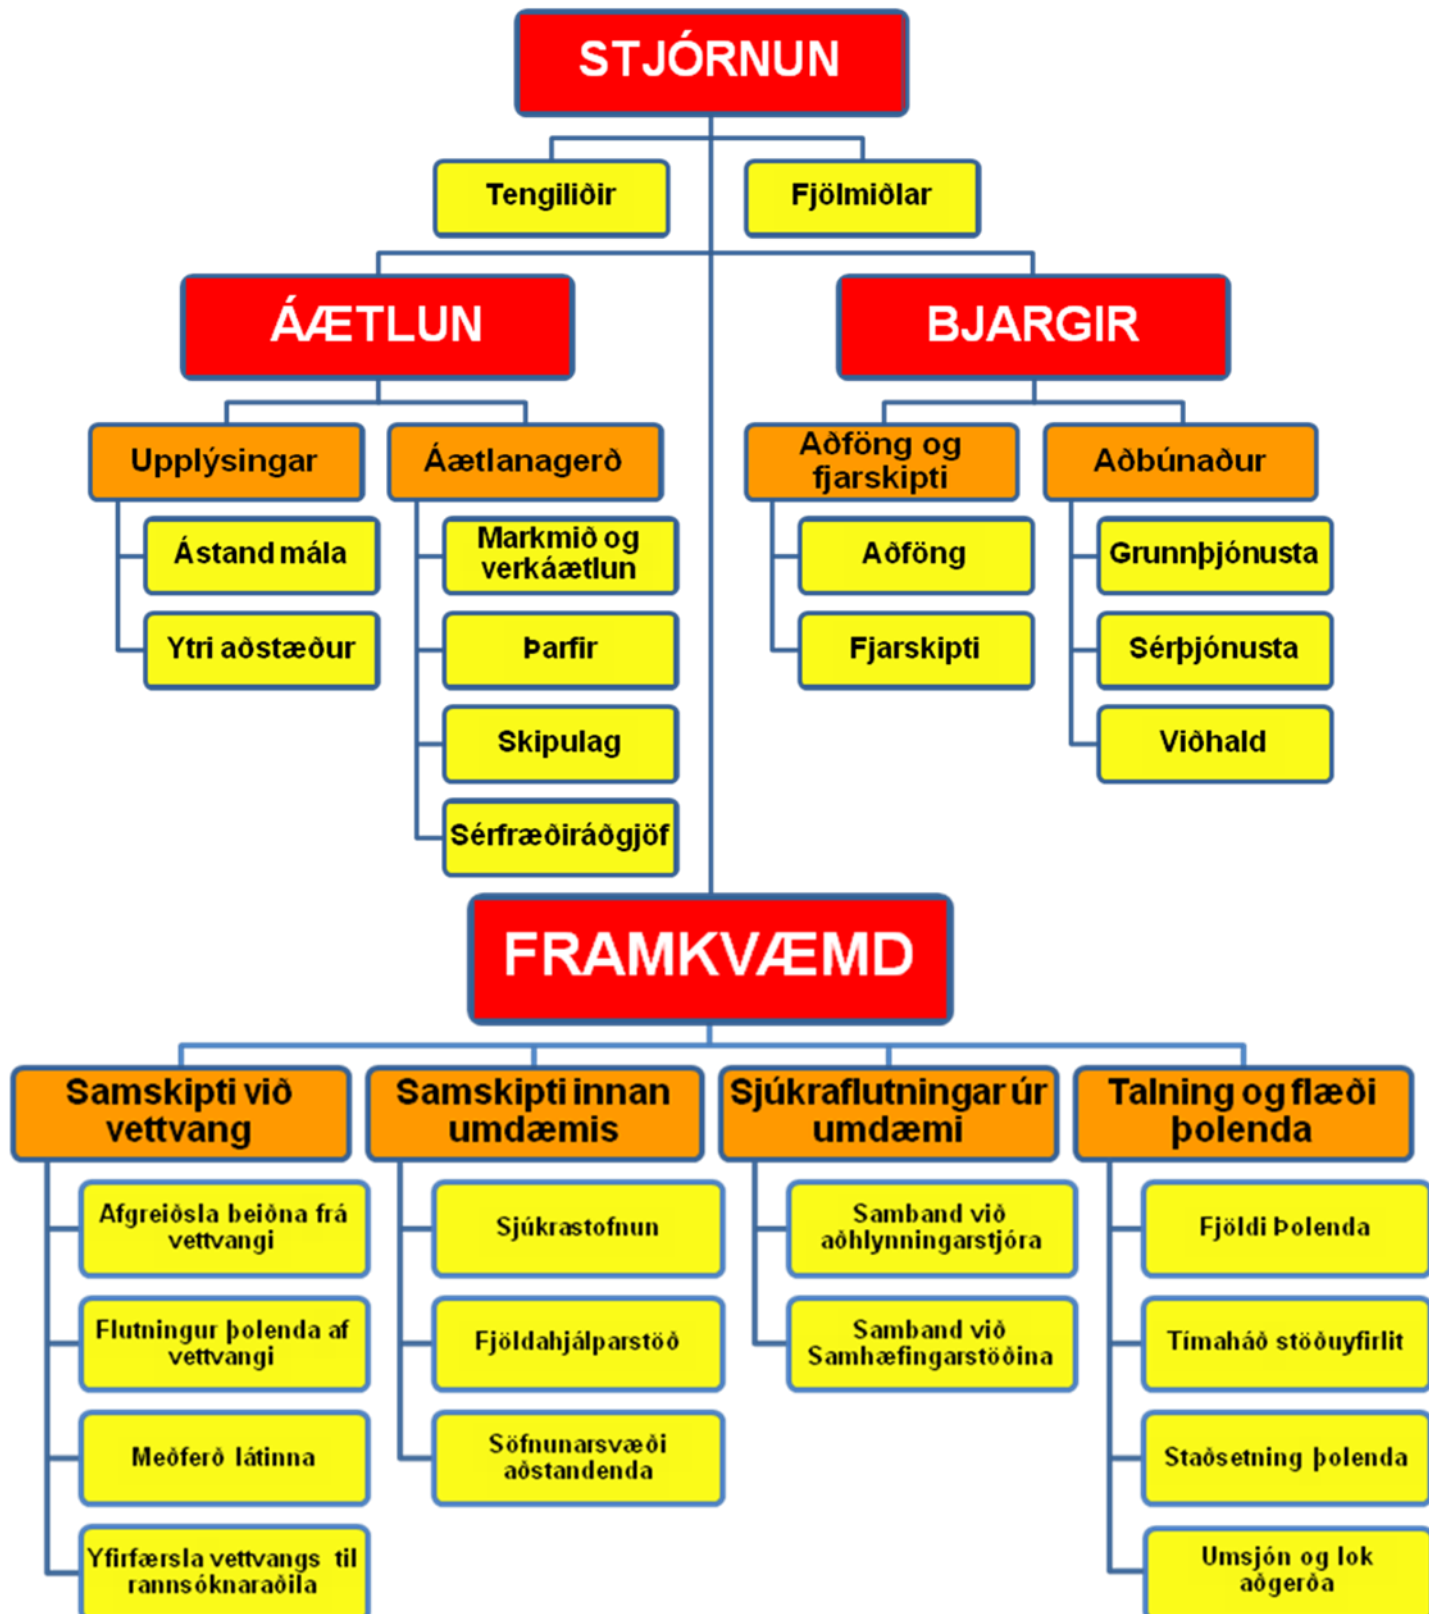 STJÓRNUN
Tengiliðir
Fjölmiðlar
ÁÆTLUN
BJARGIR
Upplýsingar
Ástand mála
Ytri aðstæður
Áætlanagerð
Markmið og
verkáætlun
Þarfir
Skipulag
Sérfræðiráðgjöf
Aðföng og
fjarskipti
Aðföng
Fjarskipti
Aðbúnaður
Grunnþjónusta
Sérþjónusta
Viðhald
FRAMKVÆMD
Samskipti við
vettvang
Afgreiðsla beiðna frá
vettvangi
Flutningur þolenda af
vettvangi
Meðferð látinna
Yfirfærsla vettvangs til
rannsóknaraðila
Samskipti innan
umdæmis
Sjúkrastofnun
Fjöldahjálparstöð
Söfnunarsvæði
aðstandenda
Sjúkraflutningar úr
umdæmi
Samband við
aðhlynningarstjóra
Samband við
Samhæfingarstöðina
Talning og flæði
þolenda
Fjöldi Þolenda
Tímaháð stöðuyfirlit
Staðsetning þolenda
Umsjón og lok
aðgerða